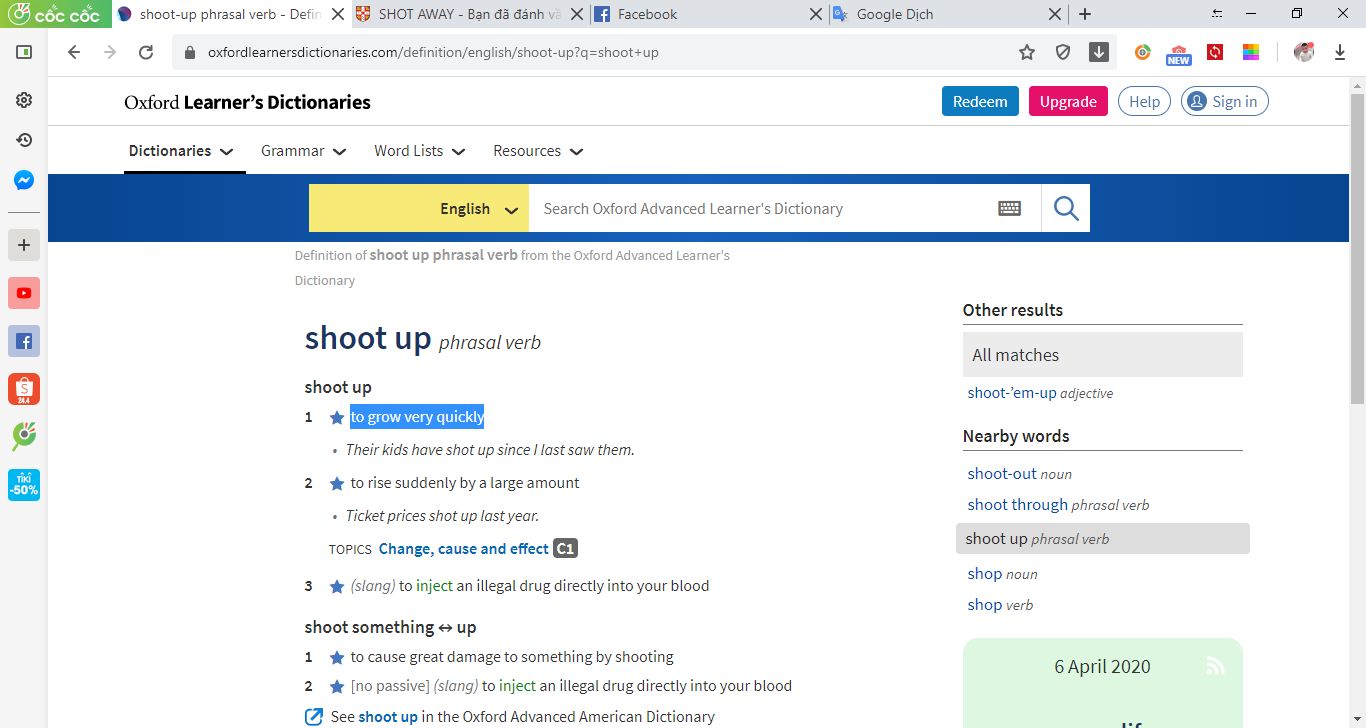 cốc cốc
shoot-up phrasal verb - Defin
SHOT AWAY - Bạn đã đánh vầ
Facebook
Google Dịch
oxfordlearnersdictionaries.com/definition/english/shoot-up?q=shoot+up
NEW
Oxford Learner's Dictionaries
Redeem
Upgrade
Help
Sign in
Dictionaries
Grammar
Word Lists
Resources
English
Search Oxford Advanced Learner's Dictionary
Definition of shoot up phrasal verb from the Oxford Advanced Learner's
Dictionary
shoot up phrasal verb
shoot up
1 to grow very quickly
• Their kids have shot up since I last saw them.
2 to rise suddenly by a large amount
• Ticket prices shot up last year.
TOPICS Change, cause and effect C1
3 (slang) to inject an illegal drug directly into your blood
shoot something ↔ up
1 to cause great damage to something by shooting
2 [no passive] (slang) to inject an illegal drug directly into your blood
See shoot up in the Oxford Advanced American Dictionary
Other results
All matches
shoot-'em-up adjective
Nearby words
shoot-out noun
shoot through phrasal verb
shoot up phrasal verb
shop noun
shop verb
6 April 2020
S
24.4
TIKI
-50%